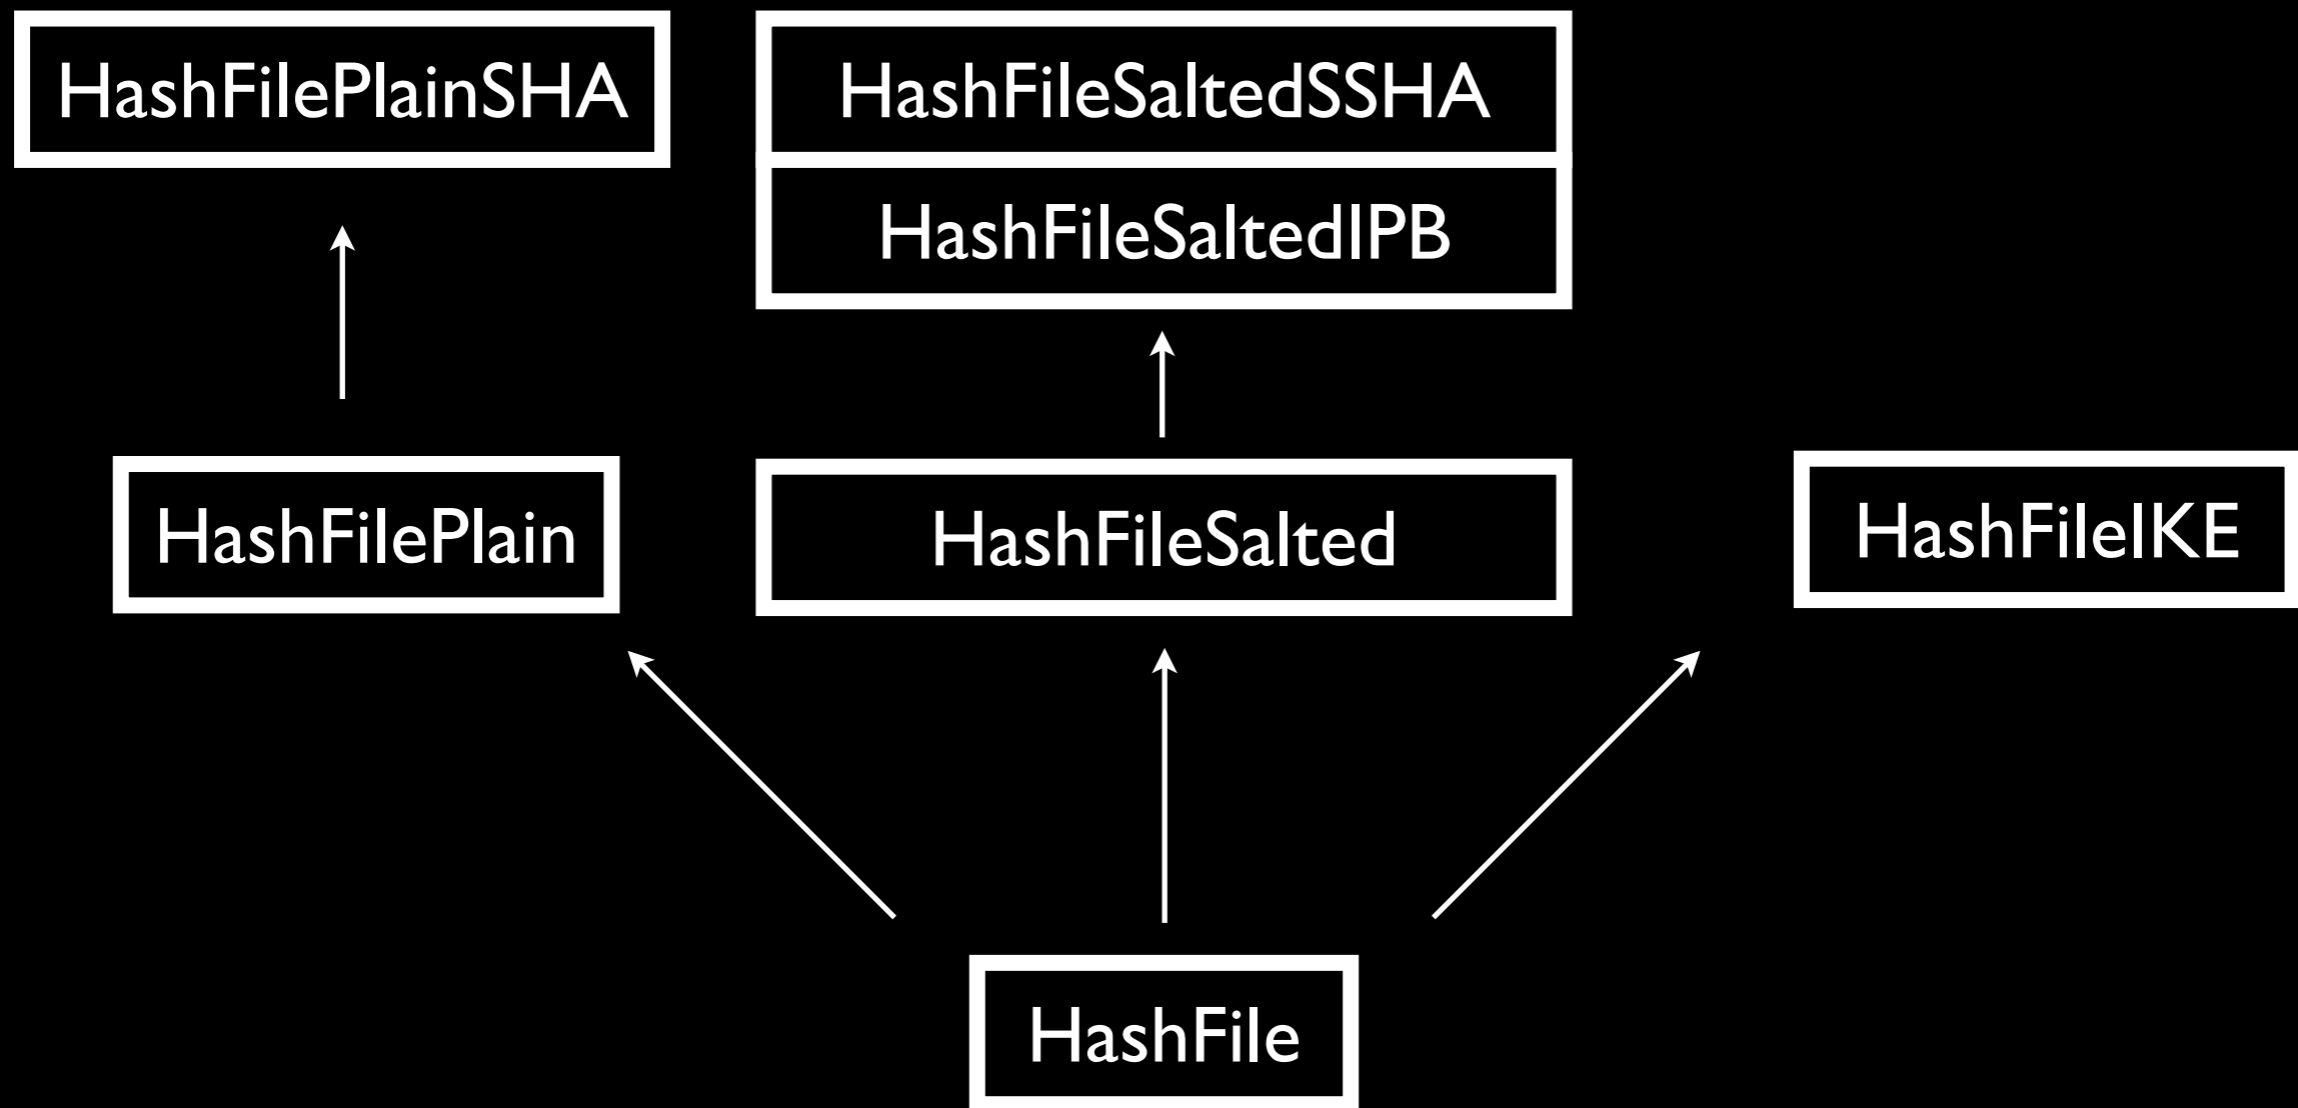 HashFilePlainSHA
HashFileSaltedSSHA
HashFileSaltedIPB
HashFilePlain
HashFileSalted
HashFileIKE
HashFile